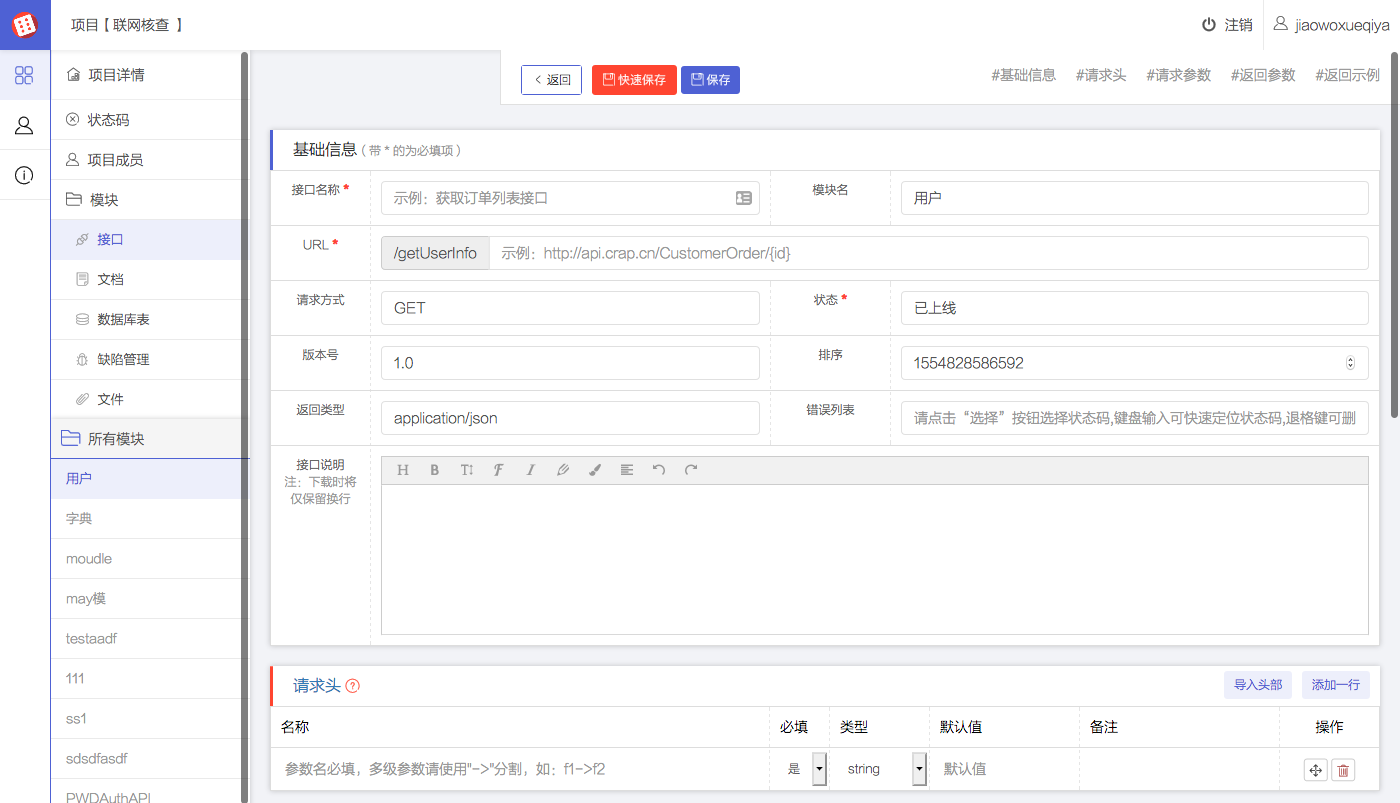 项目【 联网核查 】
注销
jiaowoxueqiya
项目详情
状态码
项目成员
模块
接口
文档
数据库表
缺陷管理
文件
所有模块
用户
字典
moudle
may模
testaadf
111
ss1
sdsdfasdf
PWDAuthAPI
返回
快速保存
保存
#基础信息
#请求头
#请求参数
#返回参数
#返回示例
基础信息 ( 带 * 的为必填项 )
接口名称 *
示例：获取订单列表接口
模块名
用户
URL *
/getUserInfo
示例：http://api.crap.cn/CustomerOrder/{id}
请求方式
GET
状态 *
已上线
版本号
1.0
排序
1554828586592
返回类型
application/json
错误列表
请点击“选择”按钮选择状态码,键盘输入可快速定位状态码,退格键可删
接口说明
注：下载时将
仅保留换行
请求头
导入头部
添加一行
名称
必填
类型
默认值
备注
操作
参数名必填，多级参数请使用"->"分割，如：f1->f2
是
string
默认值